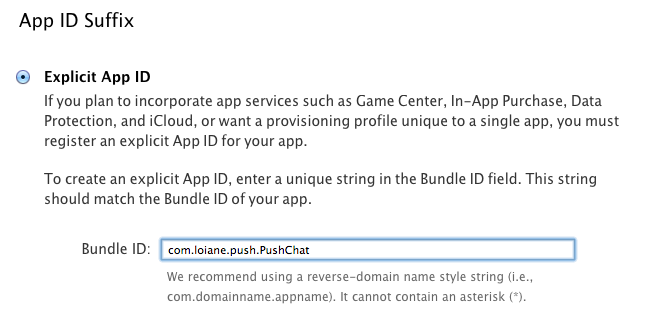 App ID Suffix
Explicit App ID
If you plan to incorporate app services such as Game Center, In-App Purchase, Data
Protection, and iCloud, or want a provisioning profile unique to a single app, you must
register an explicit App ID for your app.
To create an explicit App ID, enter a unique string in the Bundle ID field. This string
should match the Bundle ID of your app.
Bundle ID: com.loiane.push.PushChat
We recommend using a reverse-domain name style string (i.e.,
com.domainname.appname). It cannot contain an asterisk (*).